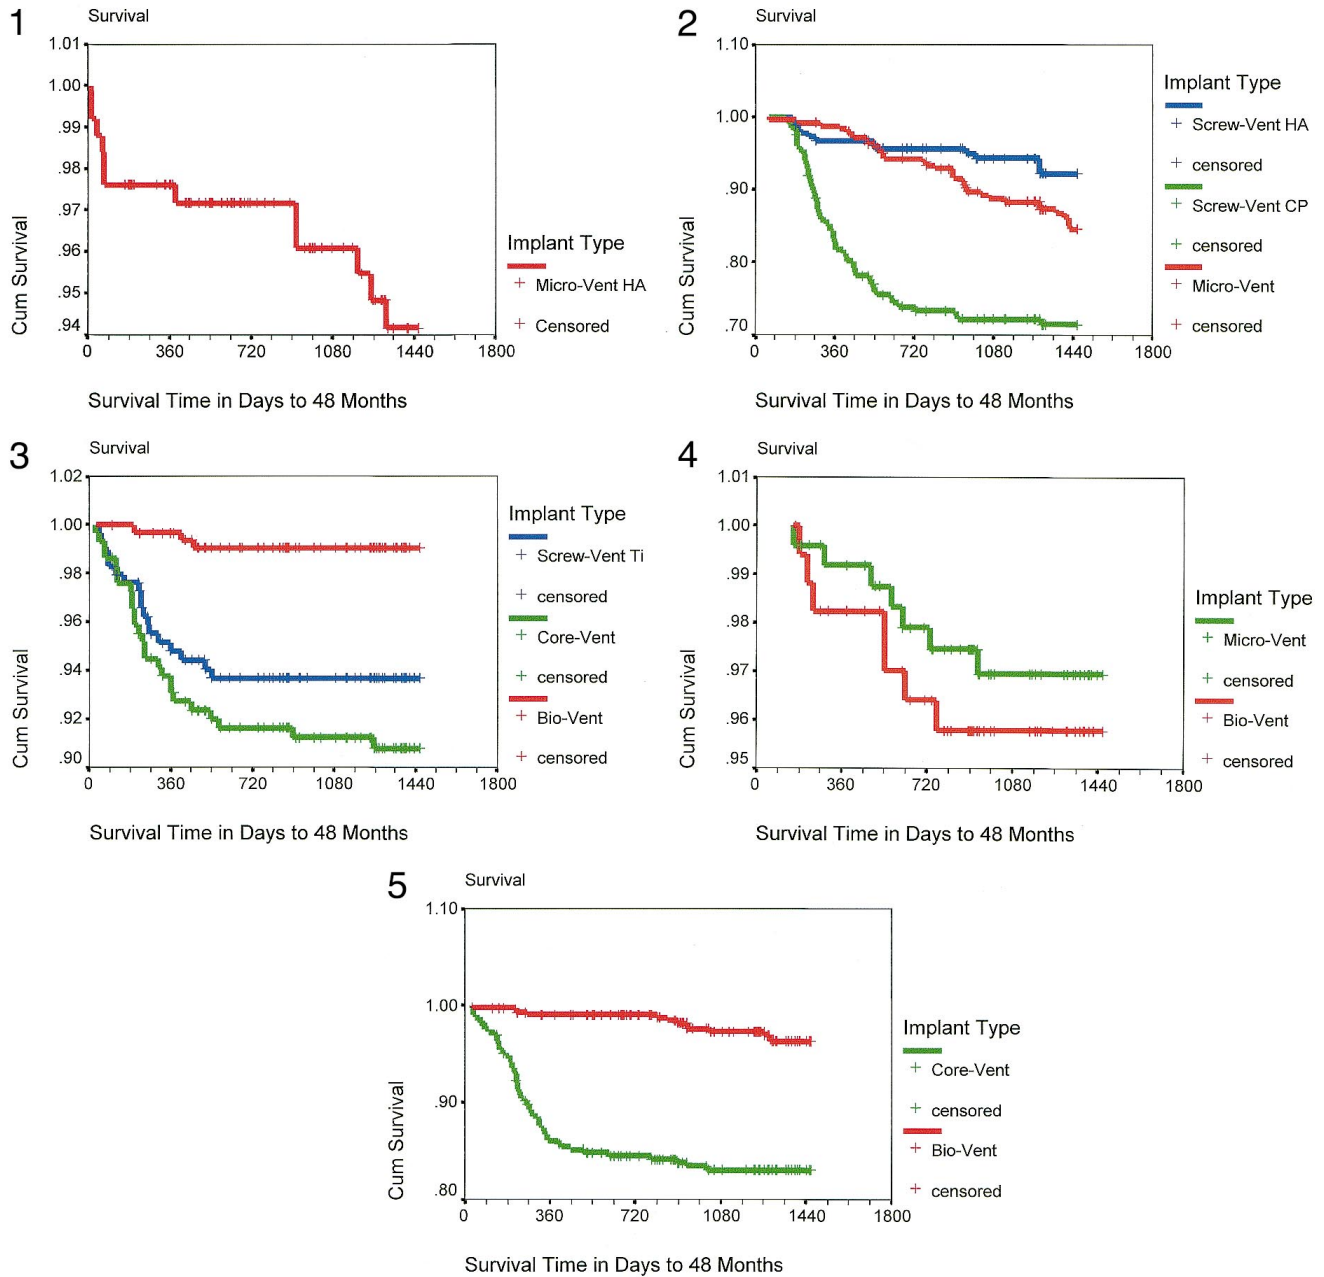 1
Survival
1.01
1.00
.99
.98
.97
.96
.95
.94
Cum Survival
0 360 720 1080 1440 1800
Survival Time in Days to 48 Months
Implant Type
Micro-Vent HA
Censored
2
Survival
1.10
1.00
.90
.80
.70
Cum Survival
0 360 720 1080 1440 1800
Survival Time in Days to 48 Months
Implant Type
Screw-Vent HA
censored
Screw-Vent CP
censored
Micro-Vent
censored
3
Survival
1.02
1.00
.98
.96
.94
.92
.90
Cum Survival
0 360 720 1080 1440 1800
Survival Time in Days to 48 Months
Implant Type
Screw-Vent Ti
censored
Core-Vent
censored
Bio-Vent
censored
4
Survival
1.01
1.00
.99
.98
.97
.96
.95
Cum Survival
0 360 720 1080 1440 1800
Survival Time in Days to 48 Months
Implant Type
Micro-Vent
censored
Bio-Vent
censored
5
Survival
1.10
1.00
.90
.80
Cum Survival
0 360 720 1080 1440 1800
Survival Time in Days to 48 Months
Implant Type
Core-Vent
censored
Bio-Vent
censored